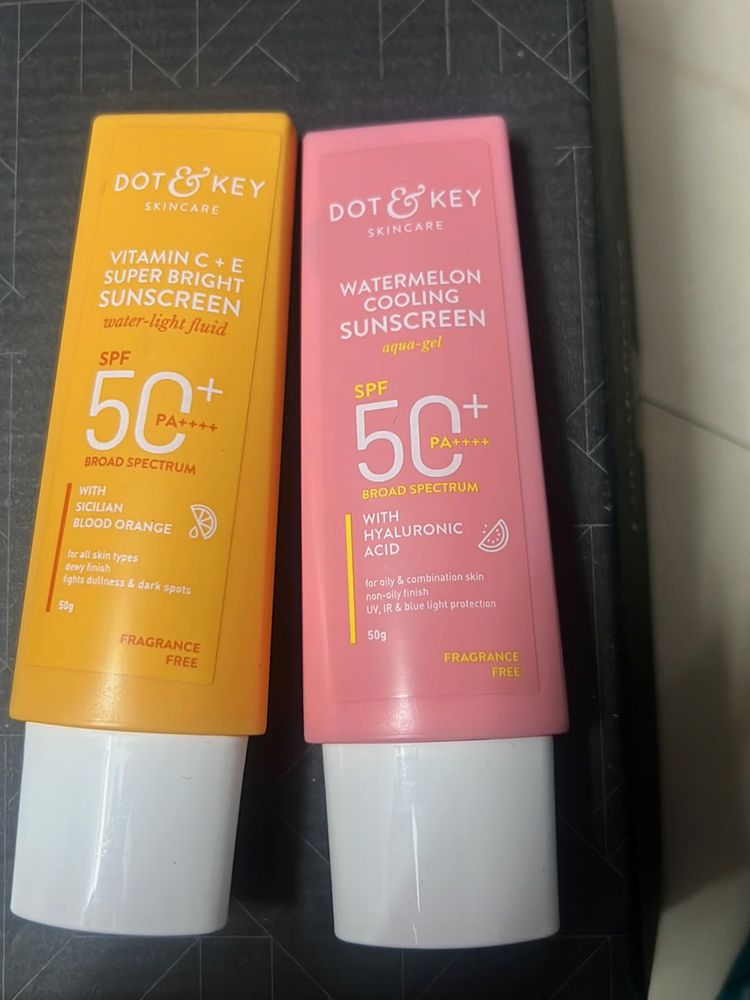 DOT & KEY
SKINCARE
VITAMIN C + E
SUPER BRIGHT
SUNSCREEN
water-light fluid
SPF
50+
PA++++
BROAD SPECTRUM
WITH
SICILIAN
BLOOD ORANGE
for all skin types
dewy finish
fights dullness & dark spots
50g
FRAGRANCE
FREE
DOT & KEY
SKINCARE
WATERMELON
COOLING
SUNSCREEN
aqua-gel
SPF
50+
PA++++
BROAD SPECTRUM
WITH
HYALURONIC
ACID
for oily & combination skin
non-oily finish
UV, IR & blue light protection
50g
FRAGRANCE
FREE